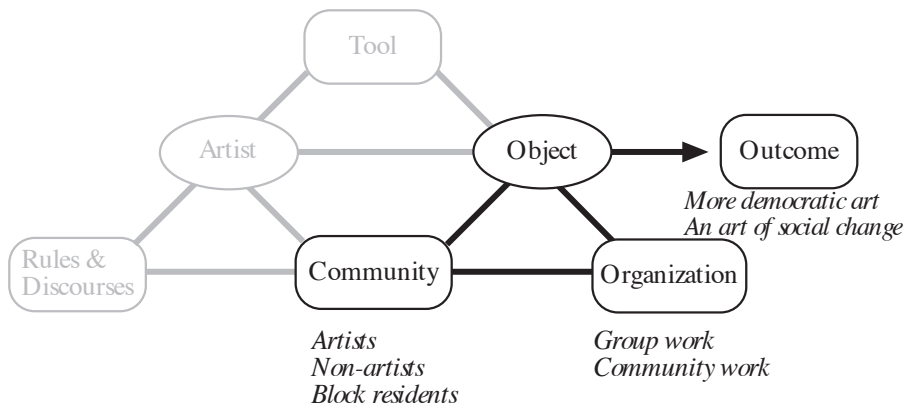 Tool
Artist
Object
Outcome
More democratic art
An art of social change
Rules &
Discourses
Community
Organization
Artists
Non-artists
Block residents
Group work
Community work